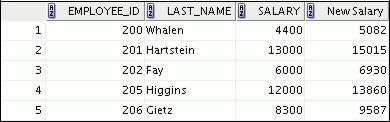 EMPLOYEE_ID LAST_NAME SALARY New Salary
1 200 Whalen 4400 5082
2 201 Hartstein 13000 15015
3 202 Fay 6000 6930
4 205 Higgins 12000 13860
5 206 Gietz 8300 9587